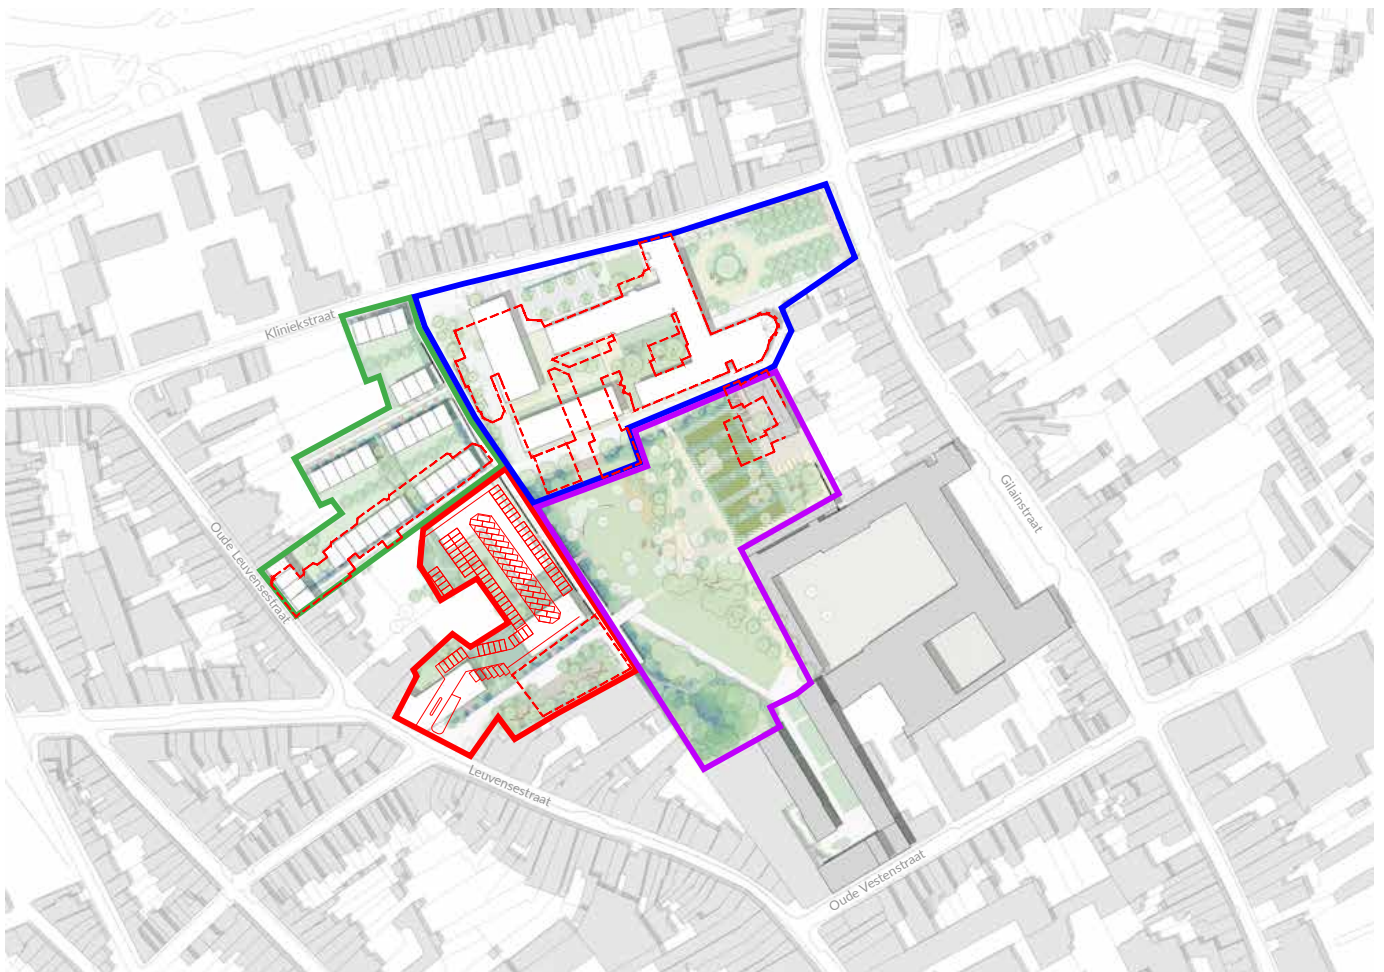 Kliniekstraat
Gilainstraat
Oude Leuvensestraat
Leuvensestraat
Oude Vestenstraat